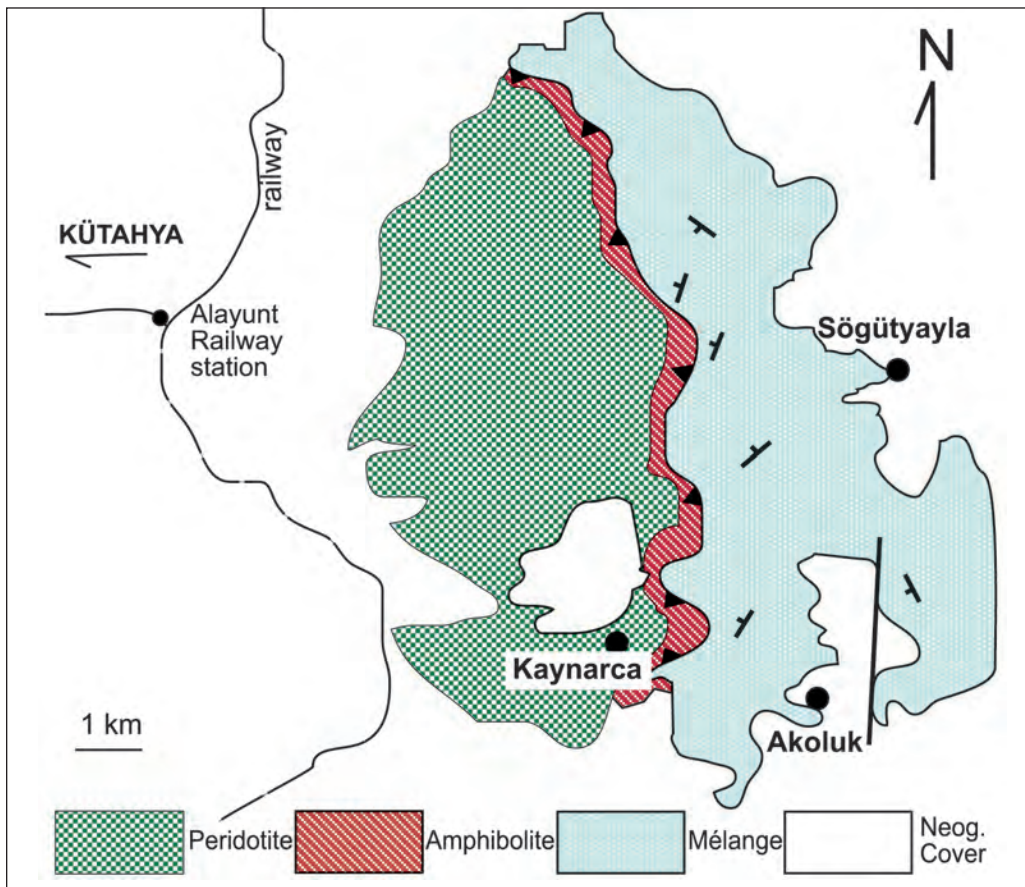 N
railway
KÜTAHYA
Alayunt
Railway
station
Sögütyayla
Kaynarca
Akoluk
1 km
Peridotite
Amphibolite
Mélange
Neog.
Cover